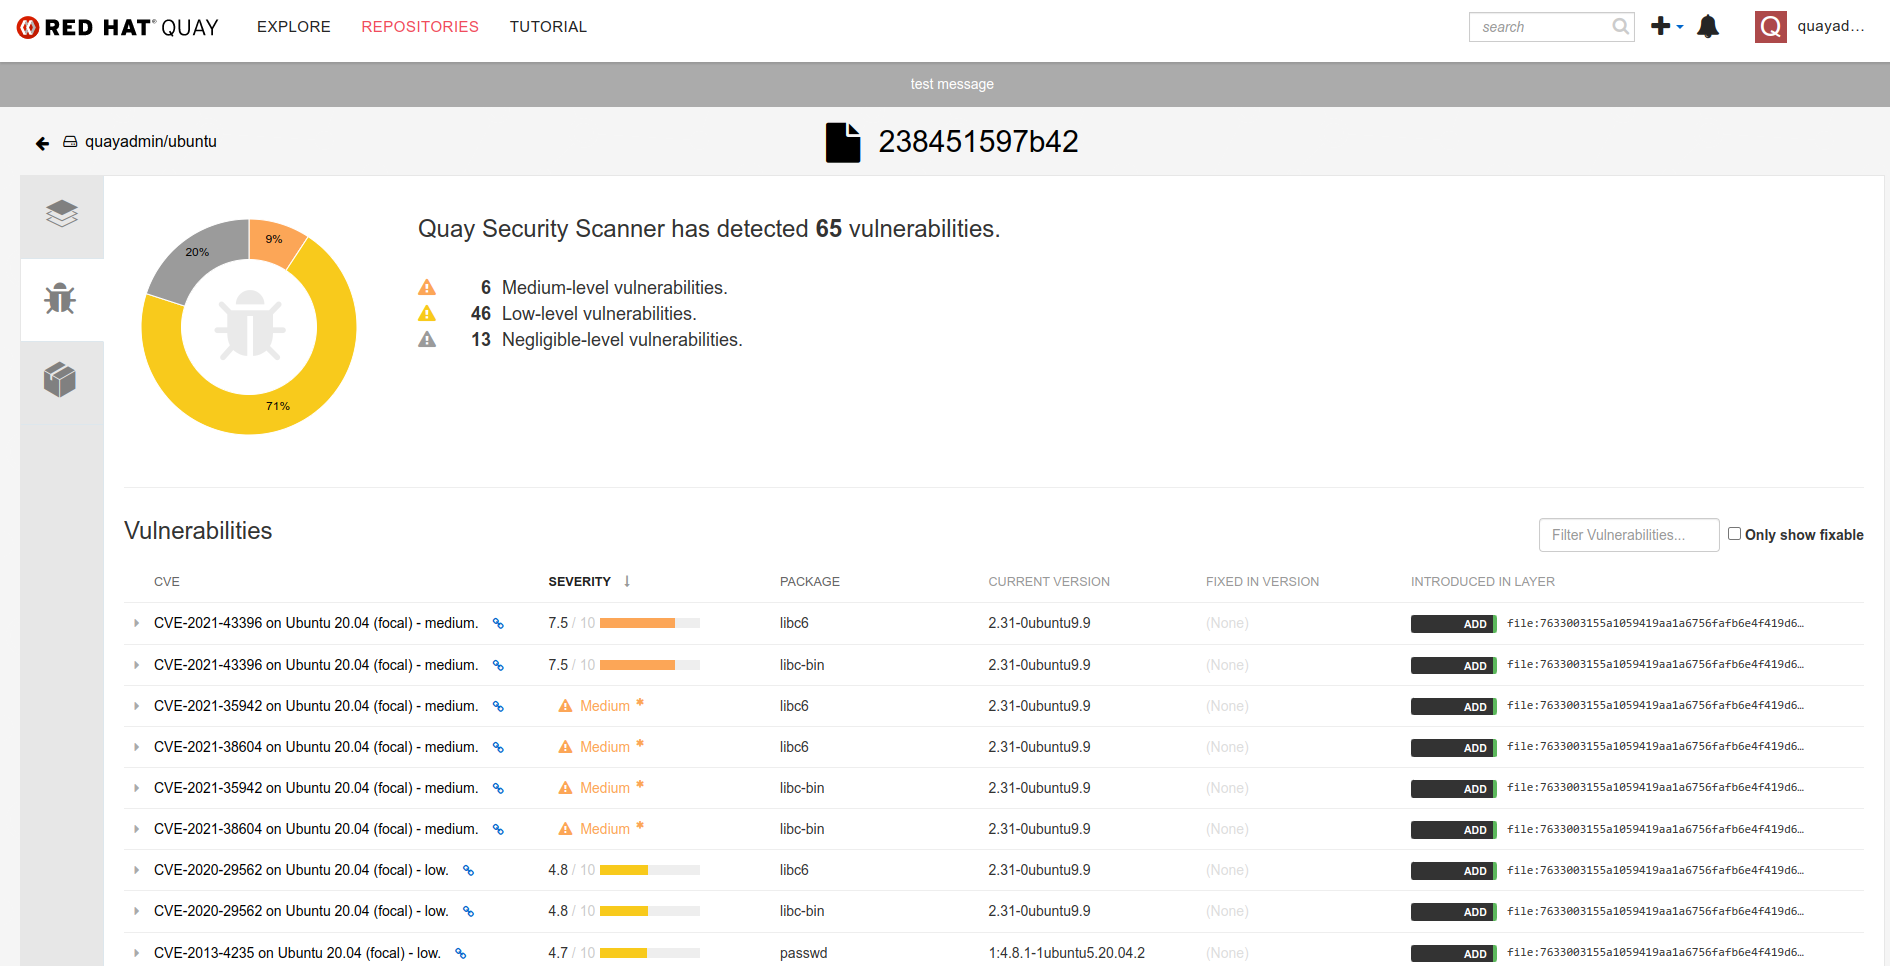 RED HAT® QUAY EXPLORE REPOSITORIES TUTORIAL search quayad...
test message
quayadmin/ubuntu 238451597b42
9%
20%
71%
Quay Security Scanner has detected 65 vulnerabilities.
6 Medium-level vulnerabilities.
46 Low-level vulnerabilities.
13 Negligible-level vulnerabilities.
Vulnerabilities Filter Vulnerabilities... Only show fixable
CVE SEVERITY ↓ PACKAGE CURRENT VERSION FIXED IN VERSION INTRODUCED IN LAYER
CVE-2021-43396 on Ubuntu 20.04 (focal) - medium. 7.5 / 10 libc6 2.31-0ubuntu9.9 (None) ADD file:7633003155a1059419aa1a6756fafb6e4f419d6…
CVE-2021-43396 on Ubuntu 20.04 (focal) - medium. 7.5 / 10 libc-bin 2.31-0ubuntu9.9 (None) ADD file:7633003155a1059419aa1a6756fafb6e4f419d6…
CVE-2021-35942 on Ubuntu 20.04 (focal) - medium. Medium * libc6 2.31-0ubuntu9.9 (None) ADD file:7633003155a1059419aa1a6756fafb6e4f419d6…
CVE-2021-38604 on Ubuntu 20.04 (focal) - medium. Medium * libc6 2.31-0ubuntu9.9 (None) ADD file:7633003155a1059419aa1a6756fafb6e4f419d6…
CVE-2021-35942 on Ubuntu 20.04 (focal) - medium. Medium * libc-bin 2.31-0ubuntu9.9 (None) ADD file:7633003155a1059419aa1a6756fafb6e4f419d6…
CVE-2021-38604 on Ubuntu 20.04 (focal) - medium. Medium * libc-bin 2.31-0ubuntu9.9 (None) ADD file:7633003155a1059419aa1a6756fafb6e4f419d6…
CVE-2020-29562 on Ubuntu 20.04 (focal) - low. 4.8 / 10 libc6 2.31-0ubuntu9.9 (None) ADD file:7633003155a1059419aa1a6756fafb6e4f419d6…
CVE-2020-29562 on Ubuntu 20.04 (focal) - low. 4.8 / 10 libc-bin 2.31-0ubuntu9.9 (None) ADD file:7633003155a1059419aa1a6756fafb6e4f419d6…
CVE-2013-4235 on Ubuntu 20.04 (focal) - low. 4.7 / 10 passwd 1:4.8.1-1ubuntu5.20.04.2 (None) ADD file:7633003155a1059419aa1a6756fafb6e4f419d6…